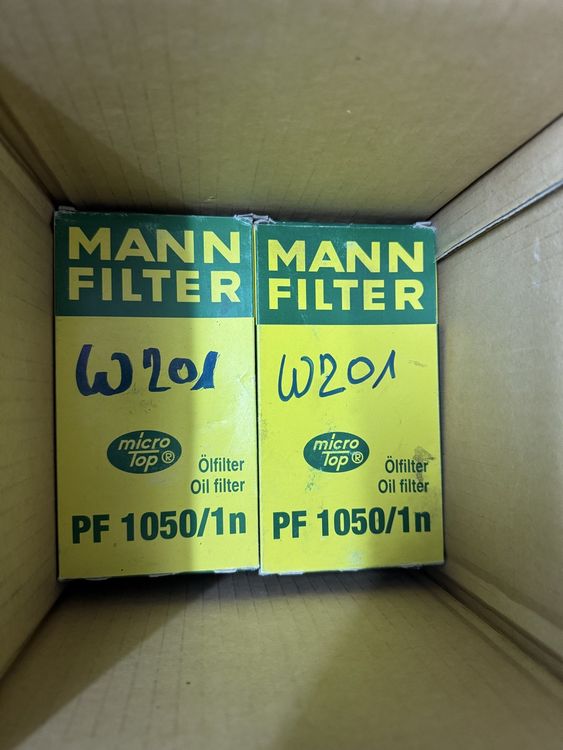 MANN
FILTER
W201
micro
Top®
Ölfilter
Oil filter
PF 1050/1n
MANN
FILTER
W201
micro
Top®
Ölfilter
Oil filter
PF 1050/1n